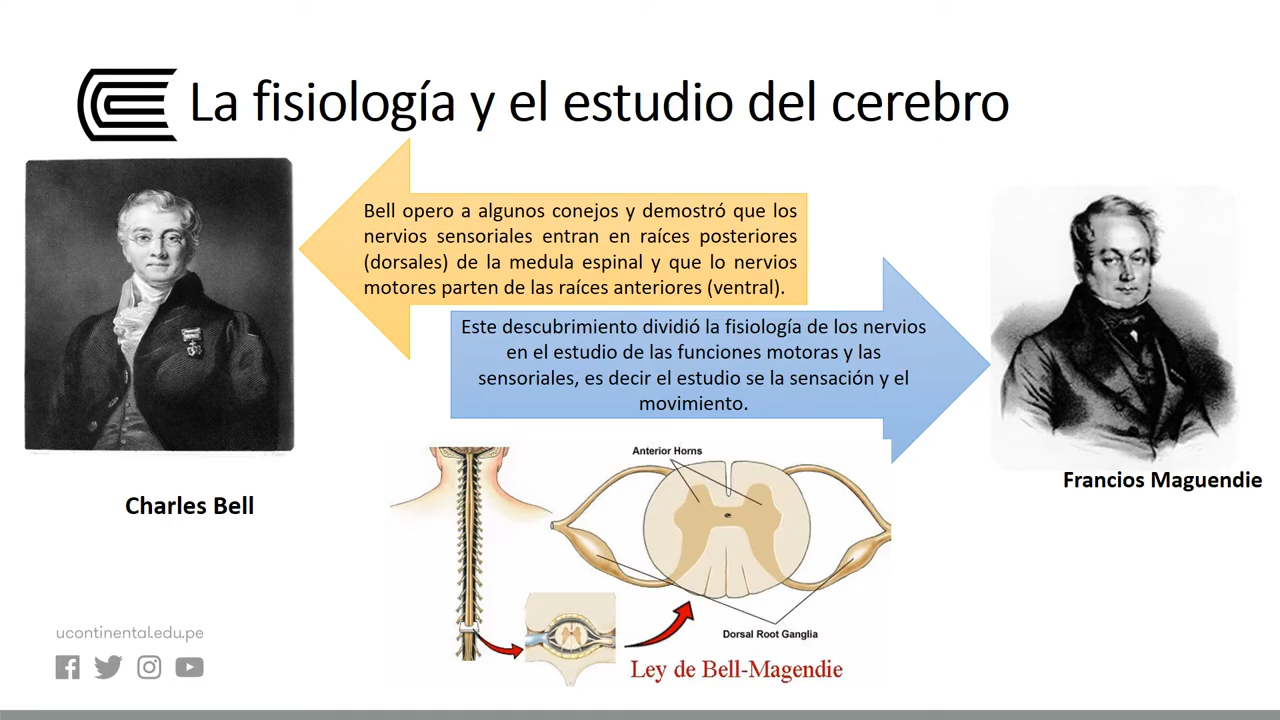 La fisiología y el estudio del cerebro
Bell opero a algunos conejos y demostró que los
nervios sensoriales entran en raíces posteriores
(dorsales) de la medula espinal y que lo nervios
motores parten de las raíces anteriores (ventral).
Este descubrimiento dividió la fisiología de los nervios
en el estudio de las funciones motoras y las
sensoriales, es decir el estudio se la sensación y el
movimiento.
Charles Bell
Francios Maguendie
Anterior Horns
Dorsal Root Ganglia
Ley de Bell-Magendie
ucontinental.edu.pe